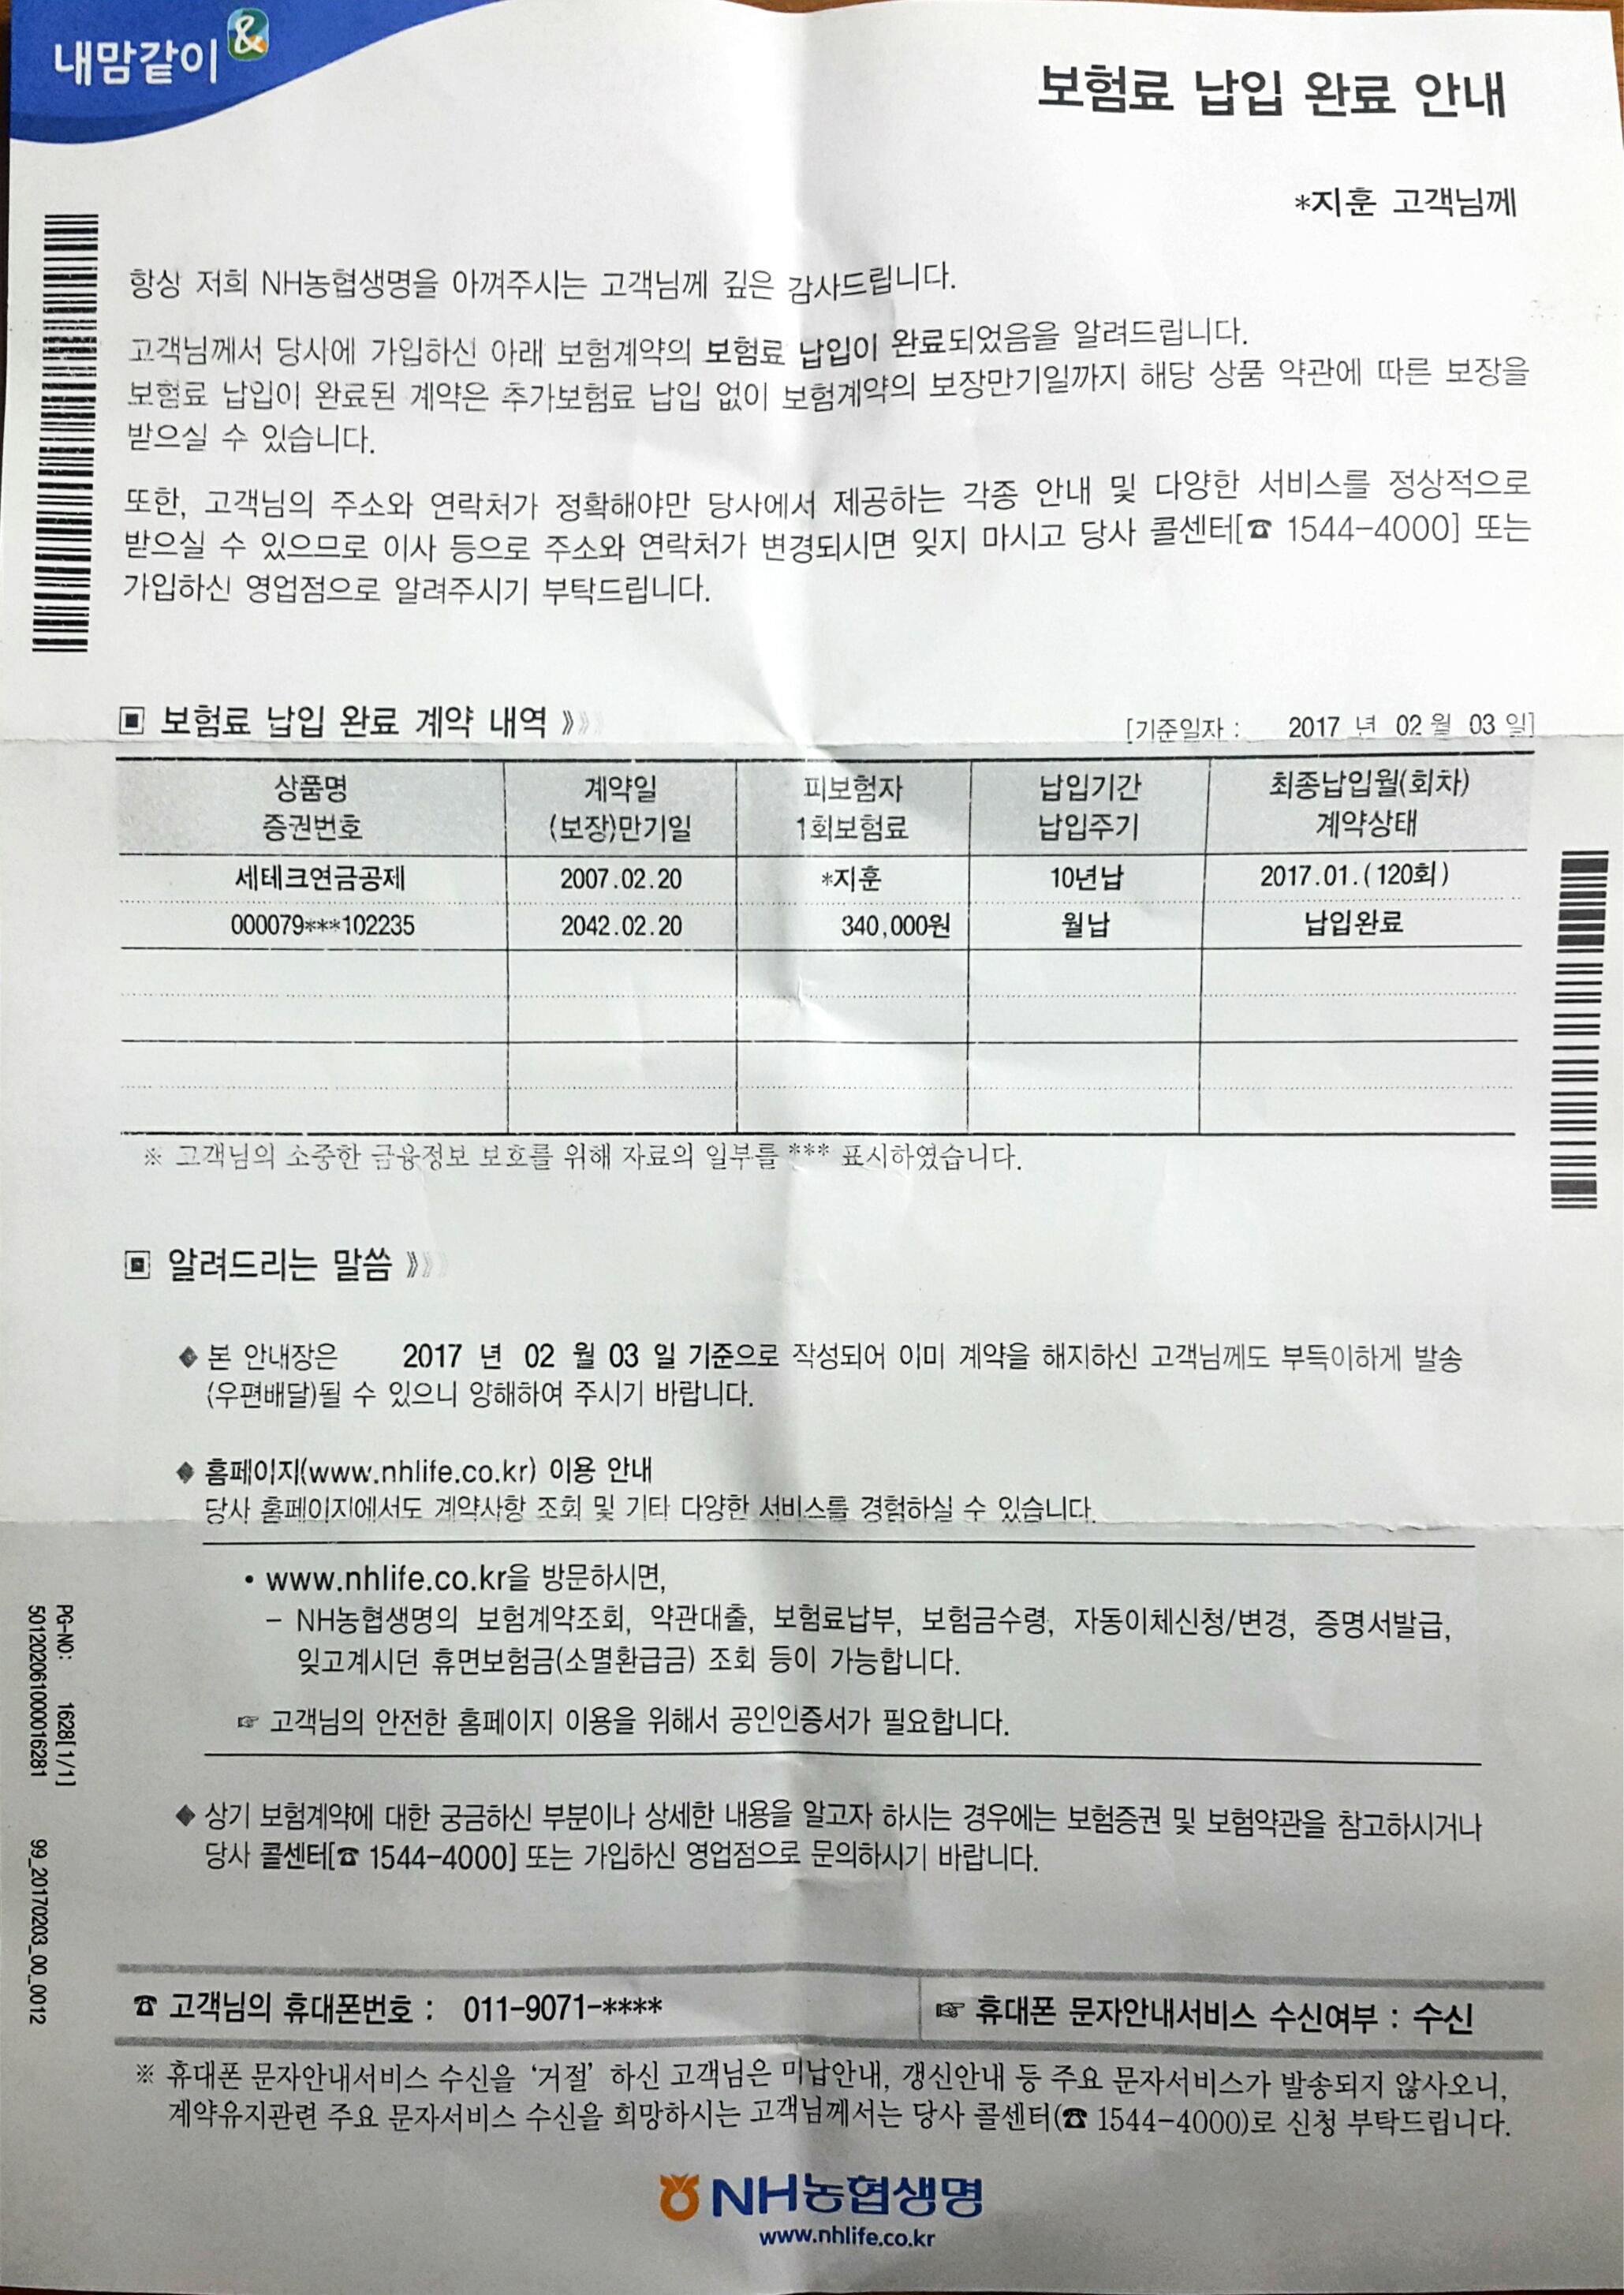 내맘같이 &
보험료 납입 완료 안내
*지훈 고객님께
항상 저희 NH농협생명을 아껴주시는 고객님께 깊은 감사드립니다.
고객님께서 당사에 가입하신 아래 보험계약의 보험료 납입이 완료되었음을 알려드립니다.
보험료 납입이 완료된 계약은 추가보험료 납입 없이 보험계약의 보장만기일까지 해당 상품 약관에 따른 보장을
받으실 수 있습니다.
또한, 고객님의 주소와 연락처가 정확해야만 당사에서 제공하는 각종 안내 및 다양한 서비스를 정상적으로
받으실 수 있으므로 이사 등으로 주소와 연락처가 변경되시면 잊지 마시고 당사 콜센터[☎ 1544-4000] 또는
가입하신 영업점으로 알려주시기 부탁드립니다.
▣ 보험료 납입 완료 계약 내역 》》 [기준일자 : 2017 년 02 월 03 일]
상품명 계약일 피보험자 납입기간 최종납입월(회차)
증권번호 (보장)만기일 1회보험료 납입주기 계약상태
세테크연금공제 2007.02.20 *지훈 10년납 2017.01.(120회)
000079***102235 2042.02.20 340,000원 월납 납입완료
※ 고객님의 소중한 금융정보 보호를 위해 자료의 일부를 *** 표시하였습니다.
▣ 알려드리는 말씀 》》
◆ 본 안내장은 2017 년 02 월 03 일 기준으로 작성되어 이미 계약을 해지하신 고객님께도 부득이하게 발송
(우편배달)될 수 있으니 양해하여 주시기 바랍니다.
◆ 홈페이지(www.nhlife.co.kr) 이용 안내
당사 홈페이지에서도 계약사항 조회 및 기타 다양한 서비스를 경험하실 수 있습니다.
• www.nhlife.co.kr을 방문하시면,
– NH농협생명의 보험계약조회, 약관대출, 보험료납부, 보험금수령, 자동이체신청/변경, 증명서발급,
잊고계시던 휴면보험금(소멸환급금) 조회 등이 가능합니다.
☞ 고객님의 안전한 홈페이지 이용을 위해서 공인인증서가 필요합니다.
◆ 상기 보험계약에 대한 궁금하신 부분이나 상세한 내용을 알고자 하시는 경우에는 보험증권 및 보험약관을 참고하시거나
당사 콜센터[☎ 1544-4000] 또는 가입하신 영업점으로 문의하시기 바랍니다.
PG-NO: 1628[1/1]
501202061000016281 99_20170203_00_0012
☎ 고객님의 휴대폰번호 : 011-9071-**** ☞ 휴대폰 문자안내서비스 수신여부 : 수신
※ 휴대폰 문자안내서비스 수신을 ‘거절’ 하신 고객님은 미납안내, 갱신안내 등 주요 문자서비스가 발송되지 않사오니,
계약유지관련 주요 문자서비스 수신을 희망하시는 고객님께서는 당사 콜센터(☎ 1544-4000)로 신청 부탁드립니다.
NH농협생명
www.nhlife.co.kr